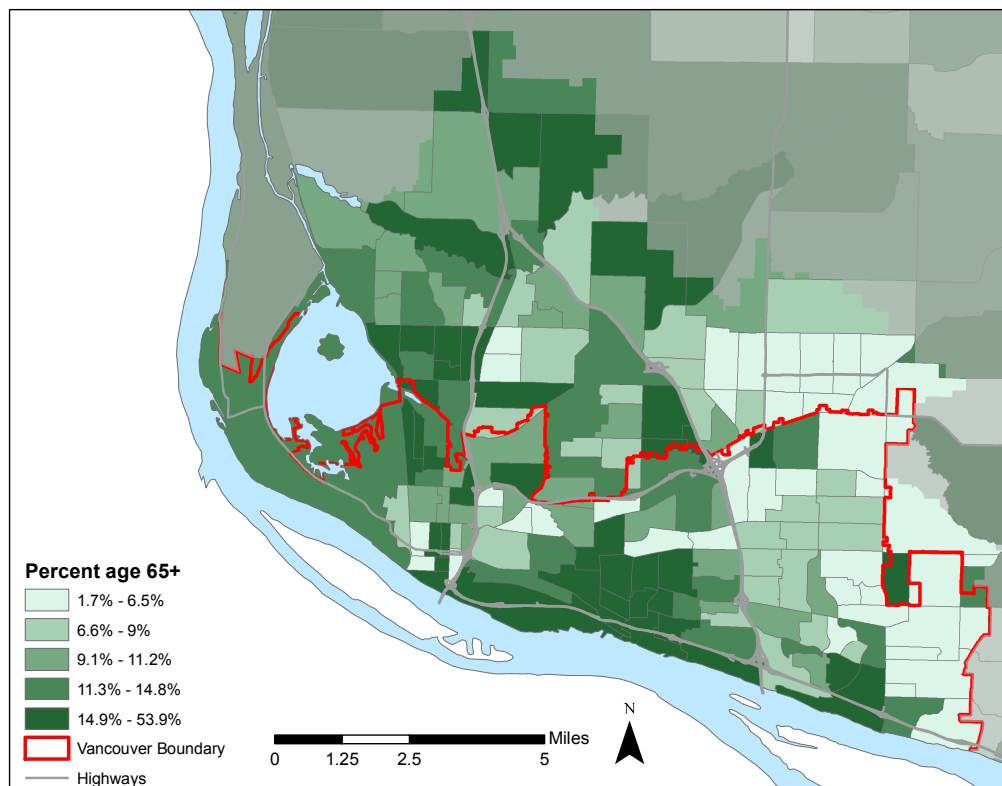 Percent age 65+
1.7% - 6.5%
6.6% - 9%
9.1% - 11.2%
11.3% - 14.8%
14.9% - 53.9%
Vancouver Boundary
Highways
Miles
0 1.25 2.5 5
N